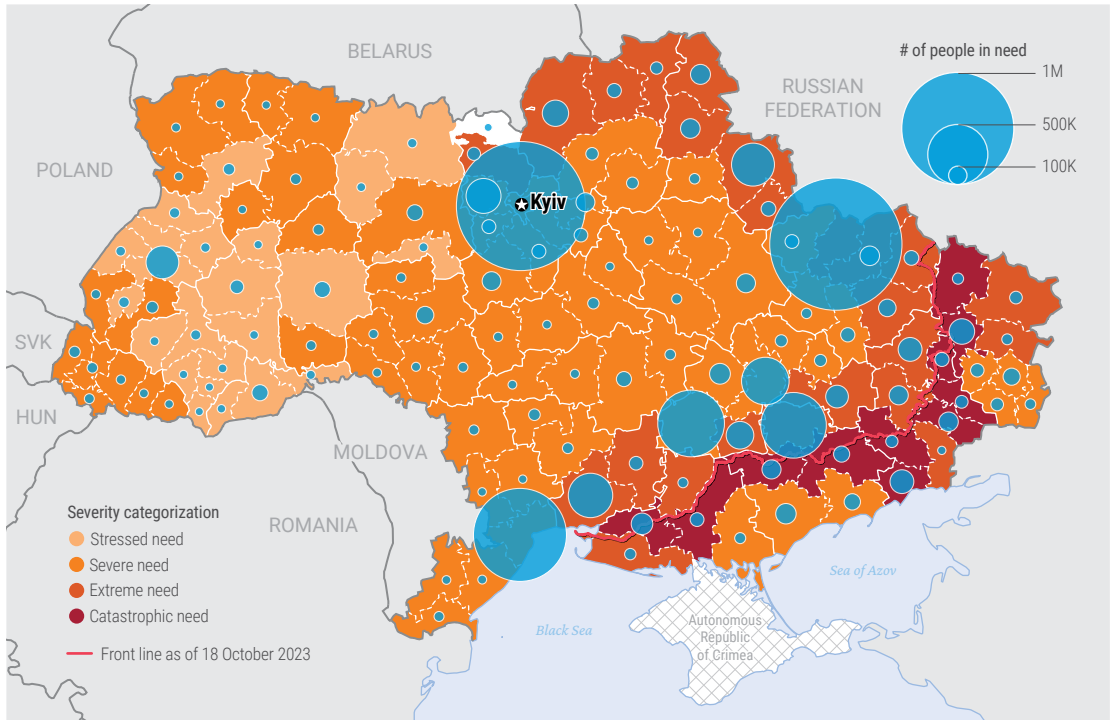 BELARUS
# of people in need
1M
RUSSIAN
FEDERATION
500K
100K
POLAND
Kyiv
SVK
HUN
MOLDOVA
ROMANIA
Severity categorization
Stressed need
Severe need
Extreme need
Catastrophic need
Front line as of 18 October 2023
Sea of Azov
Black Sea
Autonomous
Republic
of Crimea